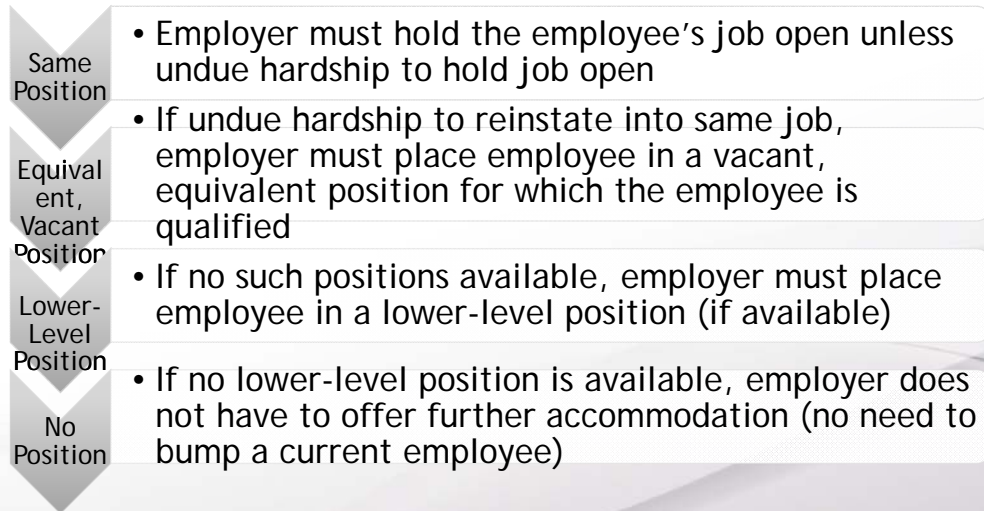 Same
Position
• Employer must hold the employee's job open unless
undue hardship to hold job open
Equival
ent,
Vacant
Position
• If undue hardship to reinstate into same job,
employer must place employee in a vacant,
equivalent position for which the employee is
qualified
Lower-
Level
Position
• If no such positions available, employer must place
employee in a lower-level position (if available)
No
Position
• If no lower-level position is available, employer does
not have to offer further accommodation (no need to
bump a current employee)